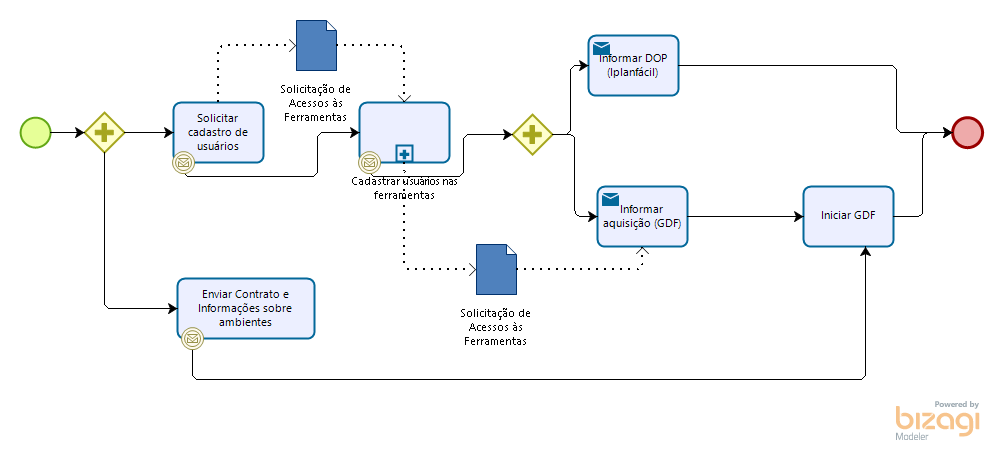 Solicitação de
Acessos às
Ferramentas
Informar DOP
(Iplanfácil)
Solicitar
cadastro de
usuários
Cadastrar usuários nas
ferramentas
Informar
aquisição (GDF)
Iniciar GDF
Enviar Contrato e
Informações sobre
ambientes
Solicitação de
Acessos às
Ferramentas
Powered by
bizagi
Modeler